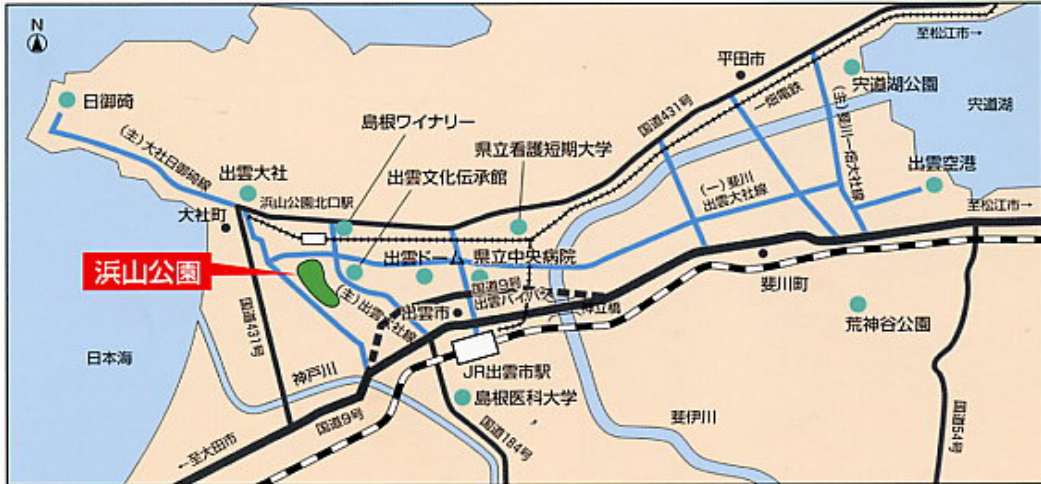 N
至松江市→
平田市
宍道湖公園
日御碕
国道431号
一畑電鉄
宍道湖
(主)斐川一畑大社線
島根ワイナリー
(主)大社日御碕線
県立看護短期大学
出雲空港
出雲大社
出雲文化伝承館
(一)斐川
出雲大社線
至松江市→
浜山公園北口駅
大社町
浜山公園
出雲ドーム
県立中央病院
国道9号
出雲バイパス
斐川町
(主)出雲大社線
出雲市
神立橋
荒神谷公園
国道431号
日本海
神戸川
JR出雲市駅
島根医科大学
斐伊川
国道9号
国道184号
国道54号
←至大田市